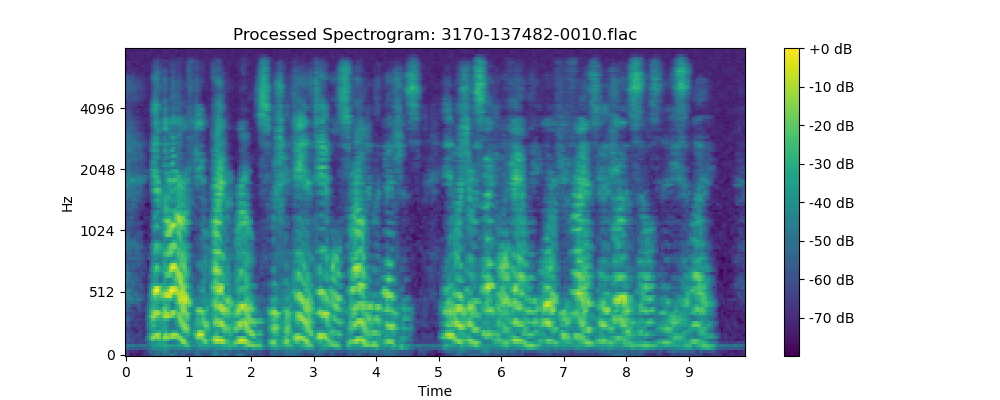 Processed Spectrogram: 3170-137482-0010.flac
Hz
4096
2048
1024
512
0
0 1 2 3 4 5 6 7 8 9
Time
+0 dB
-10 dB
-20 dB
-30 dB
-40 dB
-50 dB
-60 dB
-70 dB